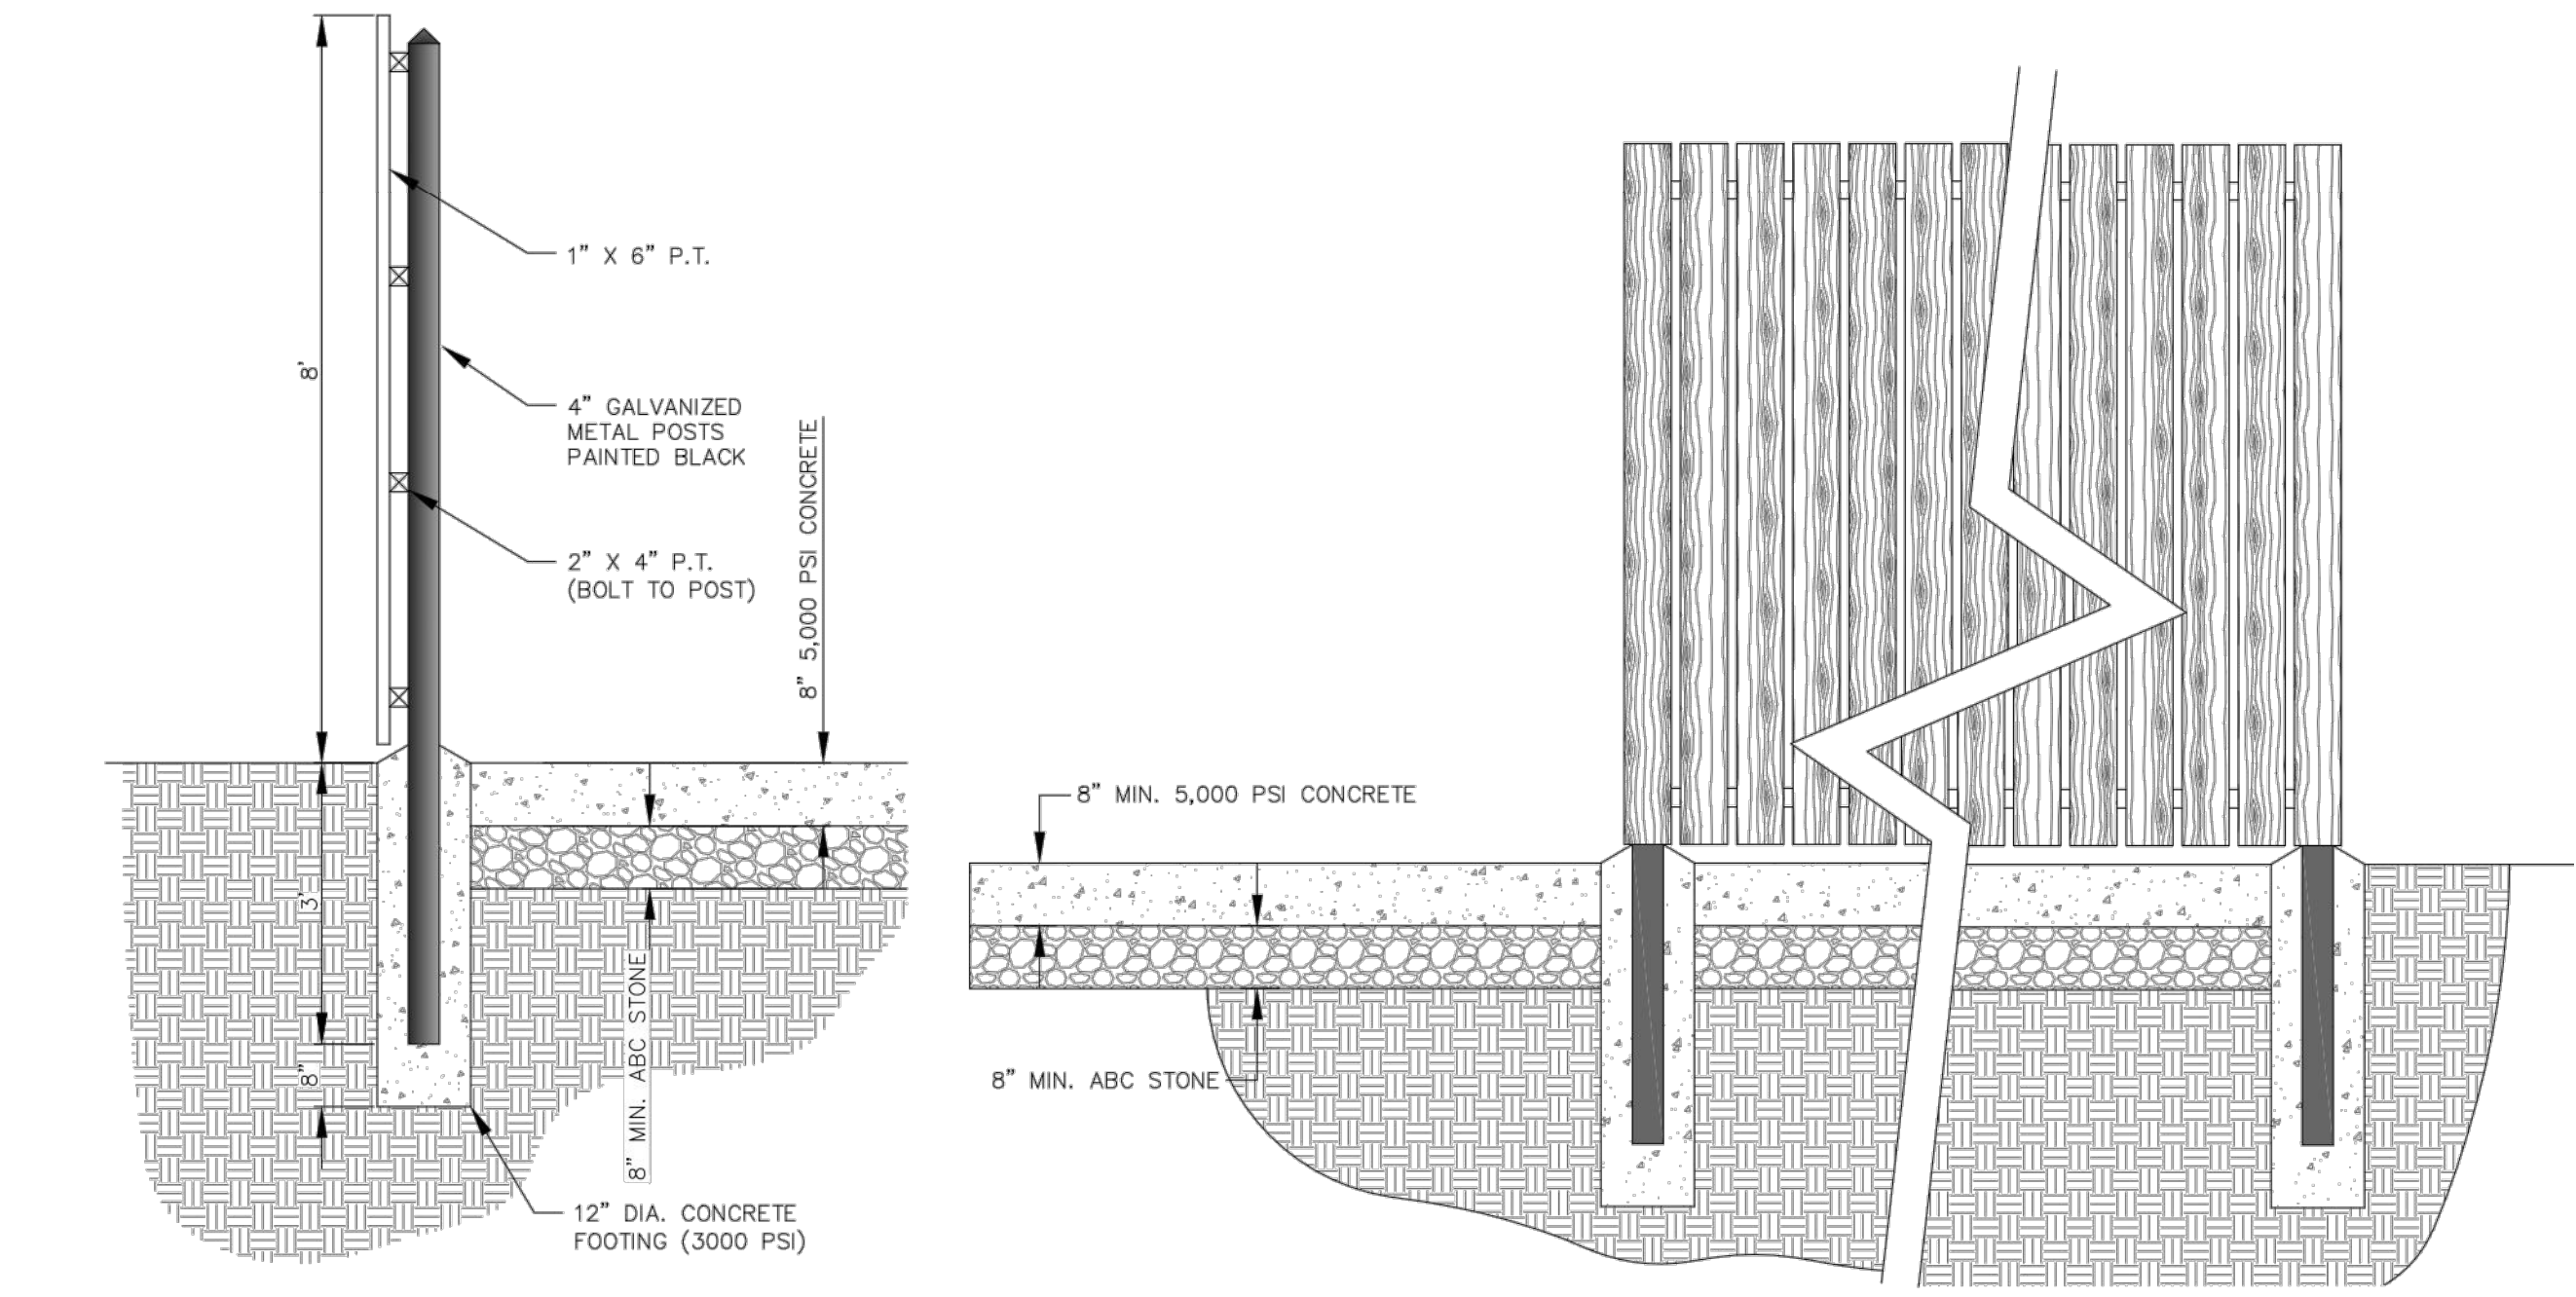 8'
1" X 6" P.T.
4" GALVANIZED
METAL POSTS
PAINTED BLACK
2" X 4" P.T.
(BOLT TO POST)
8" 5,000 PSI CONCRETE
3'
8"
8" MIN. ABC STONE
12" DIA. CONCRETE
FOOTING (3000 PSI)
8" MIN. 5,000 PSI CONCRETE
8" MIN. ABC STONE